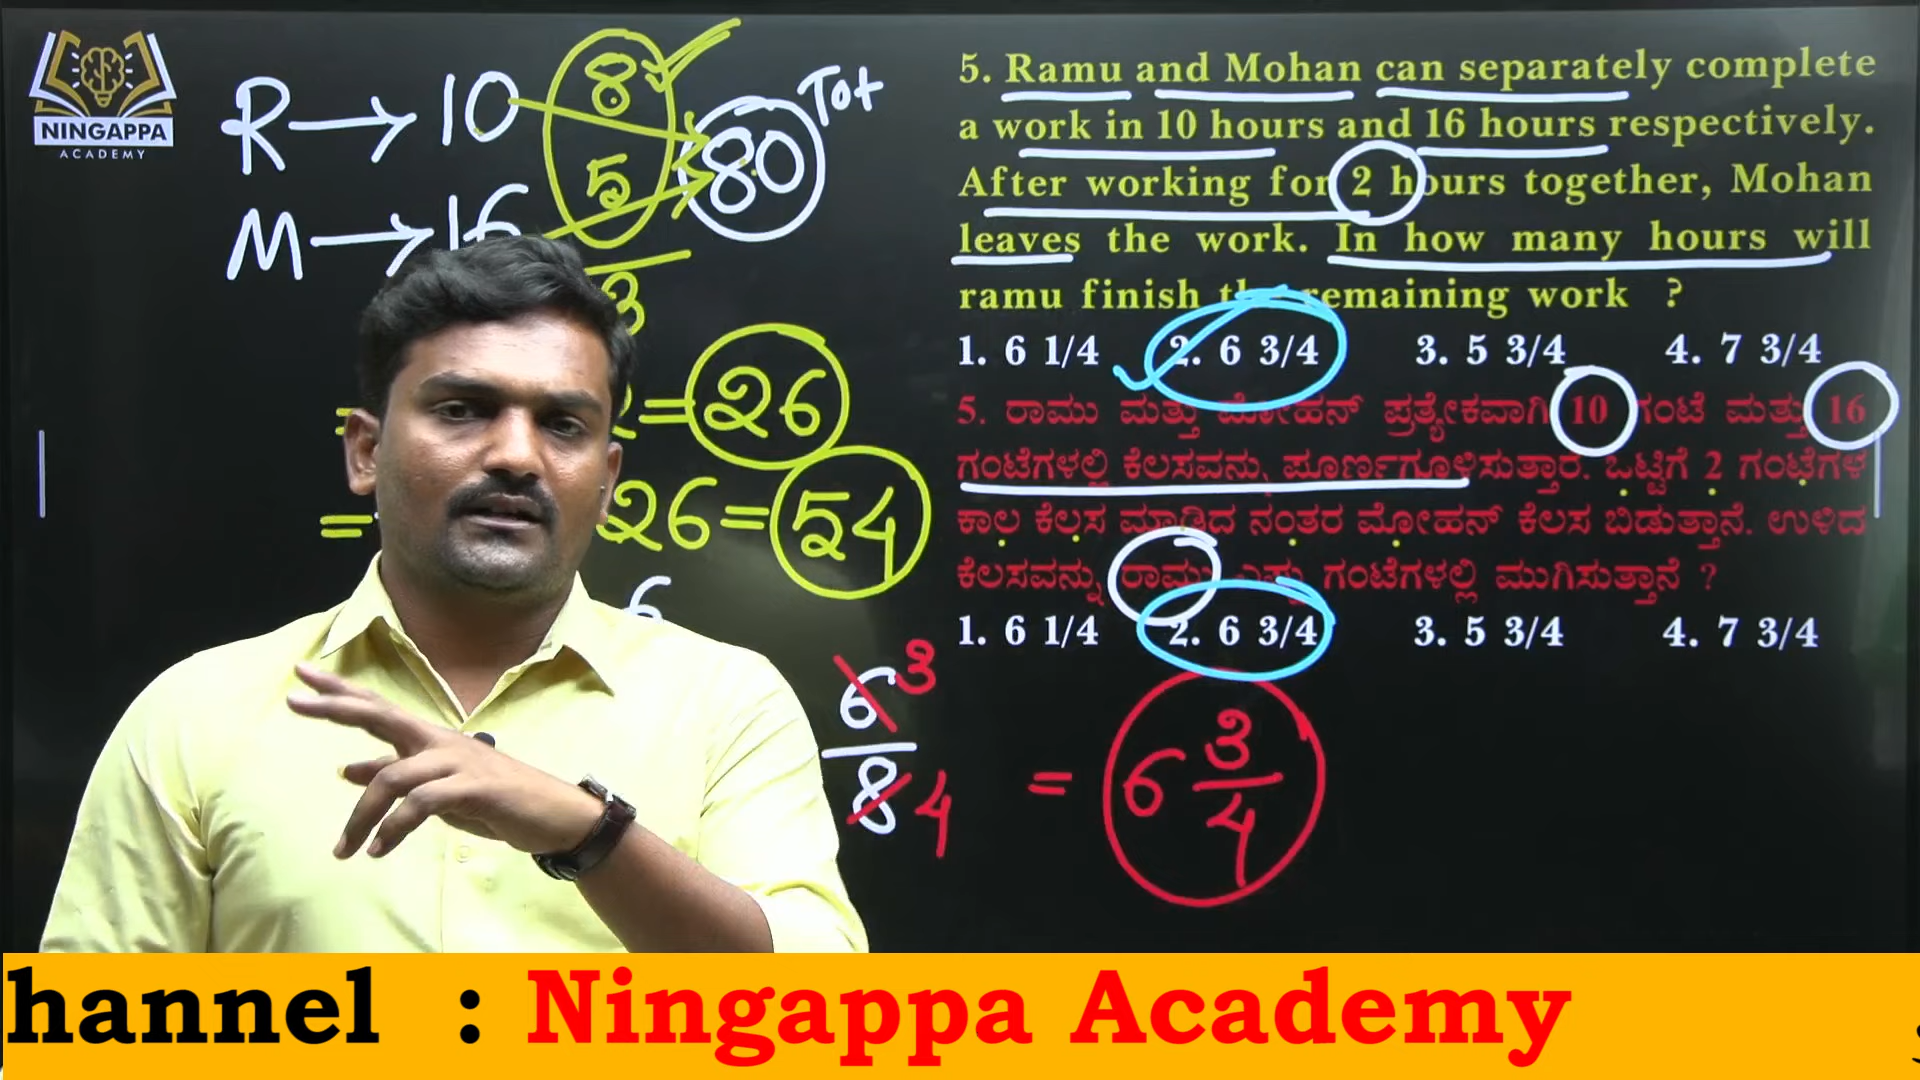 NINGAPPA
ACADEMY
R → 10 8 80 Tot
M → 16 5
= 26
= 26 = 54
6
6 3
8 4
= 6 3/4
5. Ramu and Mohan can separately complete
a work in 10 hours and 16 hours respectively.
After working for 2 hours together, Mohan
leaves the work. In how many hours will
ramu finish the remaining work ?
1. 6 1/4 2. 6 3/4 3. 5 3/4 4. 7 3/4
5. ರಾಮು ಮತ್ತು ಮೋಹನ್ ಪ್ರತ್ಯೇಕವಾಗಿ 10 ಗಂಟೆ ಮತ್ತು 16
ಗಂಟೆಗಳಲ್ಲಿ ಕೆಲಸವನ್ನು ಪೂರ್ಣಗೂಳಿಸುತ್ತಾರೆ. ಒಟ್ಟಿಗೆ 2 ಗಂಟೆಗಳ
ಕಾಲ ಕೆಲಸ ಮಾಡಿದ ನಂತರ ಮೋಹನ್ ಕೆಲಸ ಬಿಡುತ್ತಾನೆ. ಉಳಿದ
ಕೆಲಸವನ್ನು ರಾಮು ಎಷ್ಟು ಗಂಟೆಗಳಲ್ಲಿ ಮುಗಿಸುತ್ತಾನೆ ?
1. 6 1/4 2. 6 3/4 3. 5 3/4 4. 7 3/4
hannel : Ningappa Academy